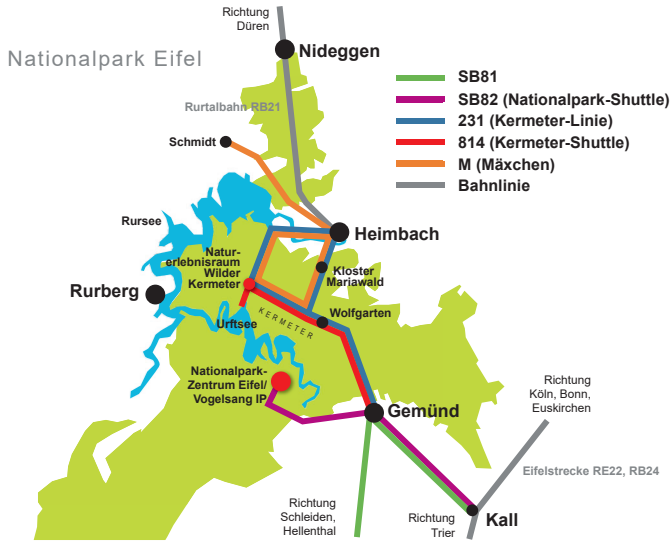 Richtung
Düren
Nationalpark Eifel
Nideggen
SB81
SB82 (Nationalpark-Shuttle)
231 (Kermeter-Linie)
814 (Kermeter-Shuttle)
M (Mäxchen)
Bahnlinie
Rurtalbahn RB21
Schmidt
Rursee
Heimbach
Natur-
erlebnisraum
Wilder
Kermeter
Kloster
Mariawald
Rurberg
KERMETER
Wolfgarten
Urftsee
Nationalpark-
Zentrum Eifel/
Vogelsang IP
Gemünd
Richtung
Köln, Bonn,
Euskirchen
Eifelstrecke RE22, RB24
Richtung
Schleiden,
Hellenthal
Richtung
Trier
Kall